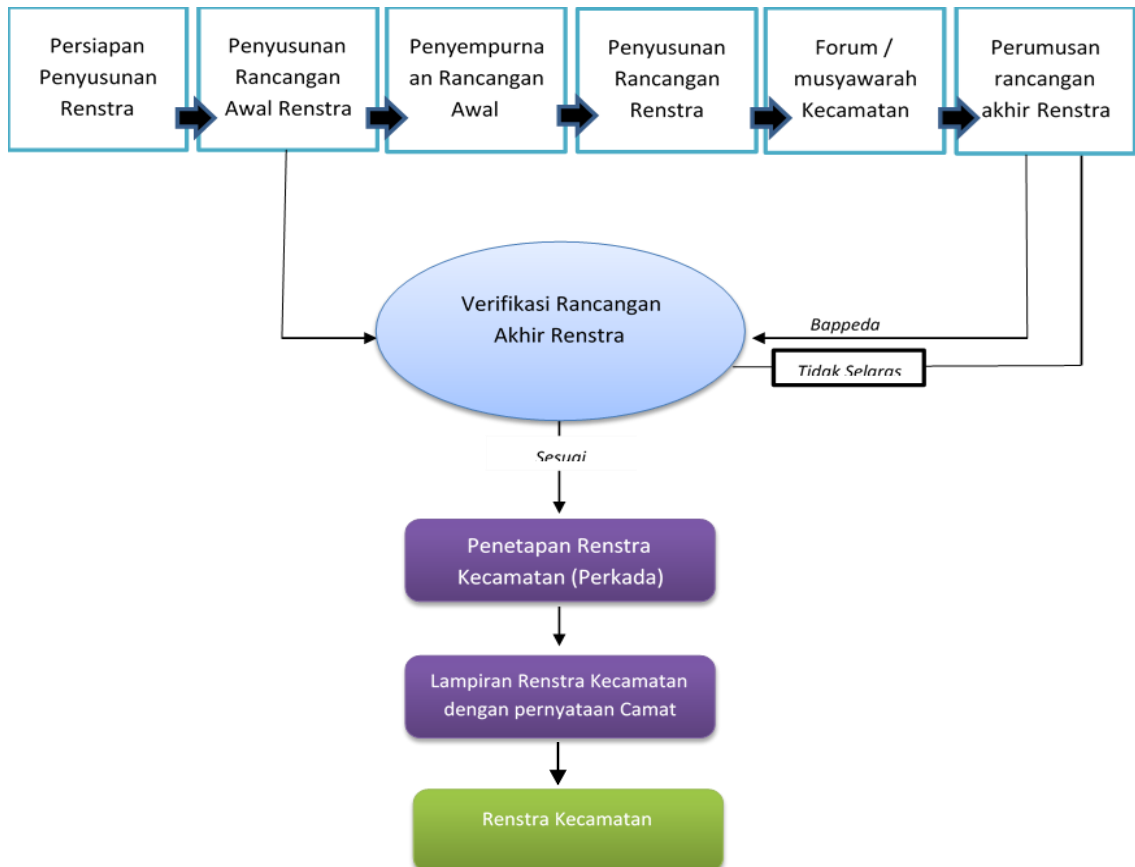 Persiapan
Penyusunan
Renstra
Penyusunan
Rancangan
Awal Renstra
Penyempurna
an Rancangan
Awal
Penyusunan
Rancangan
Renstra
Forum /
musyawarah
Kecamatan
Perumusan
rancangan
akhir Renstra
Verifikasi Rancangan
Akhir Renstra
Bappeda
Tidak Selaras
Sesuai
Penetapan Renstra
Kecamatan (Perkada)
Lampiran Renstra Kecamatan
dengan pernyataan Camat
Renstra Kecamatan